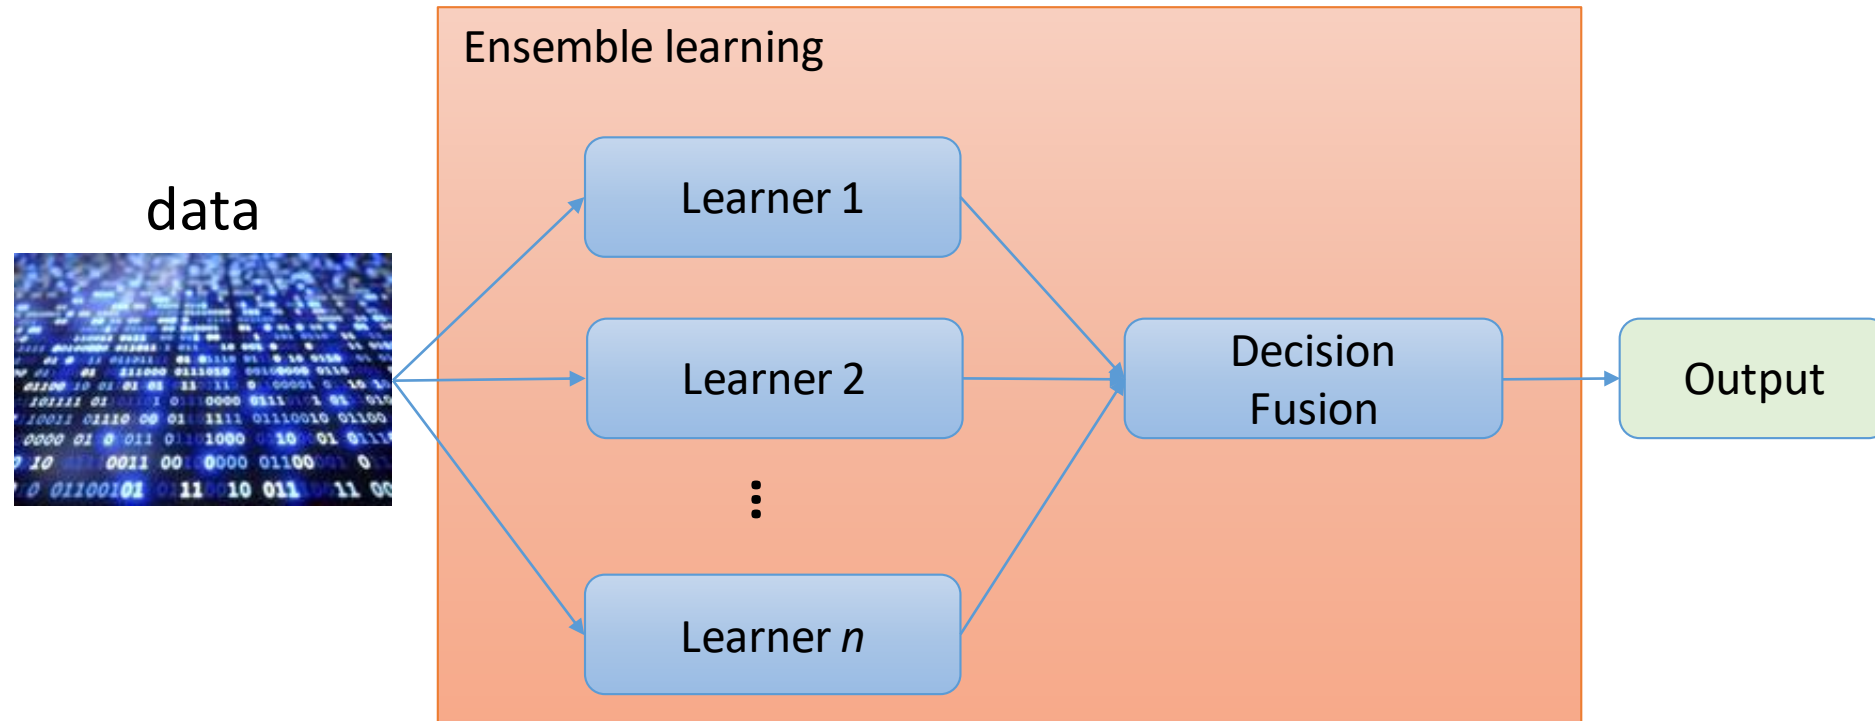 Ensemble learning
data
Learner 1
Learner 2
Learner n
Decision
Fusion
Output